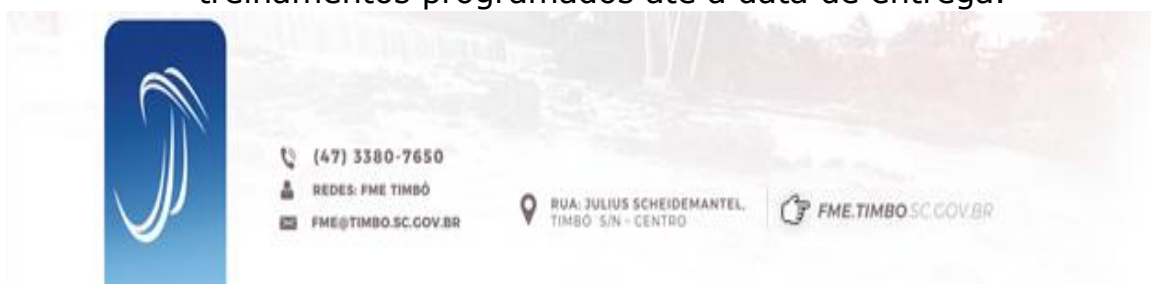 treinamentos programados até a data de entrega.
(47) 3380-7650
REDES: FME TIMBÓ
FME@TIMBO.SC.GOV.BR
RUA: JULIUS SCHEIDEMANTEL,
TIMBÓ S/N - CENTRO
FME.TIMBO.SC.GOV.BR